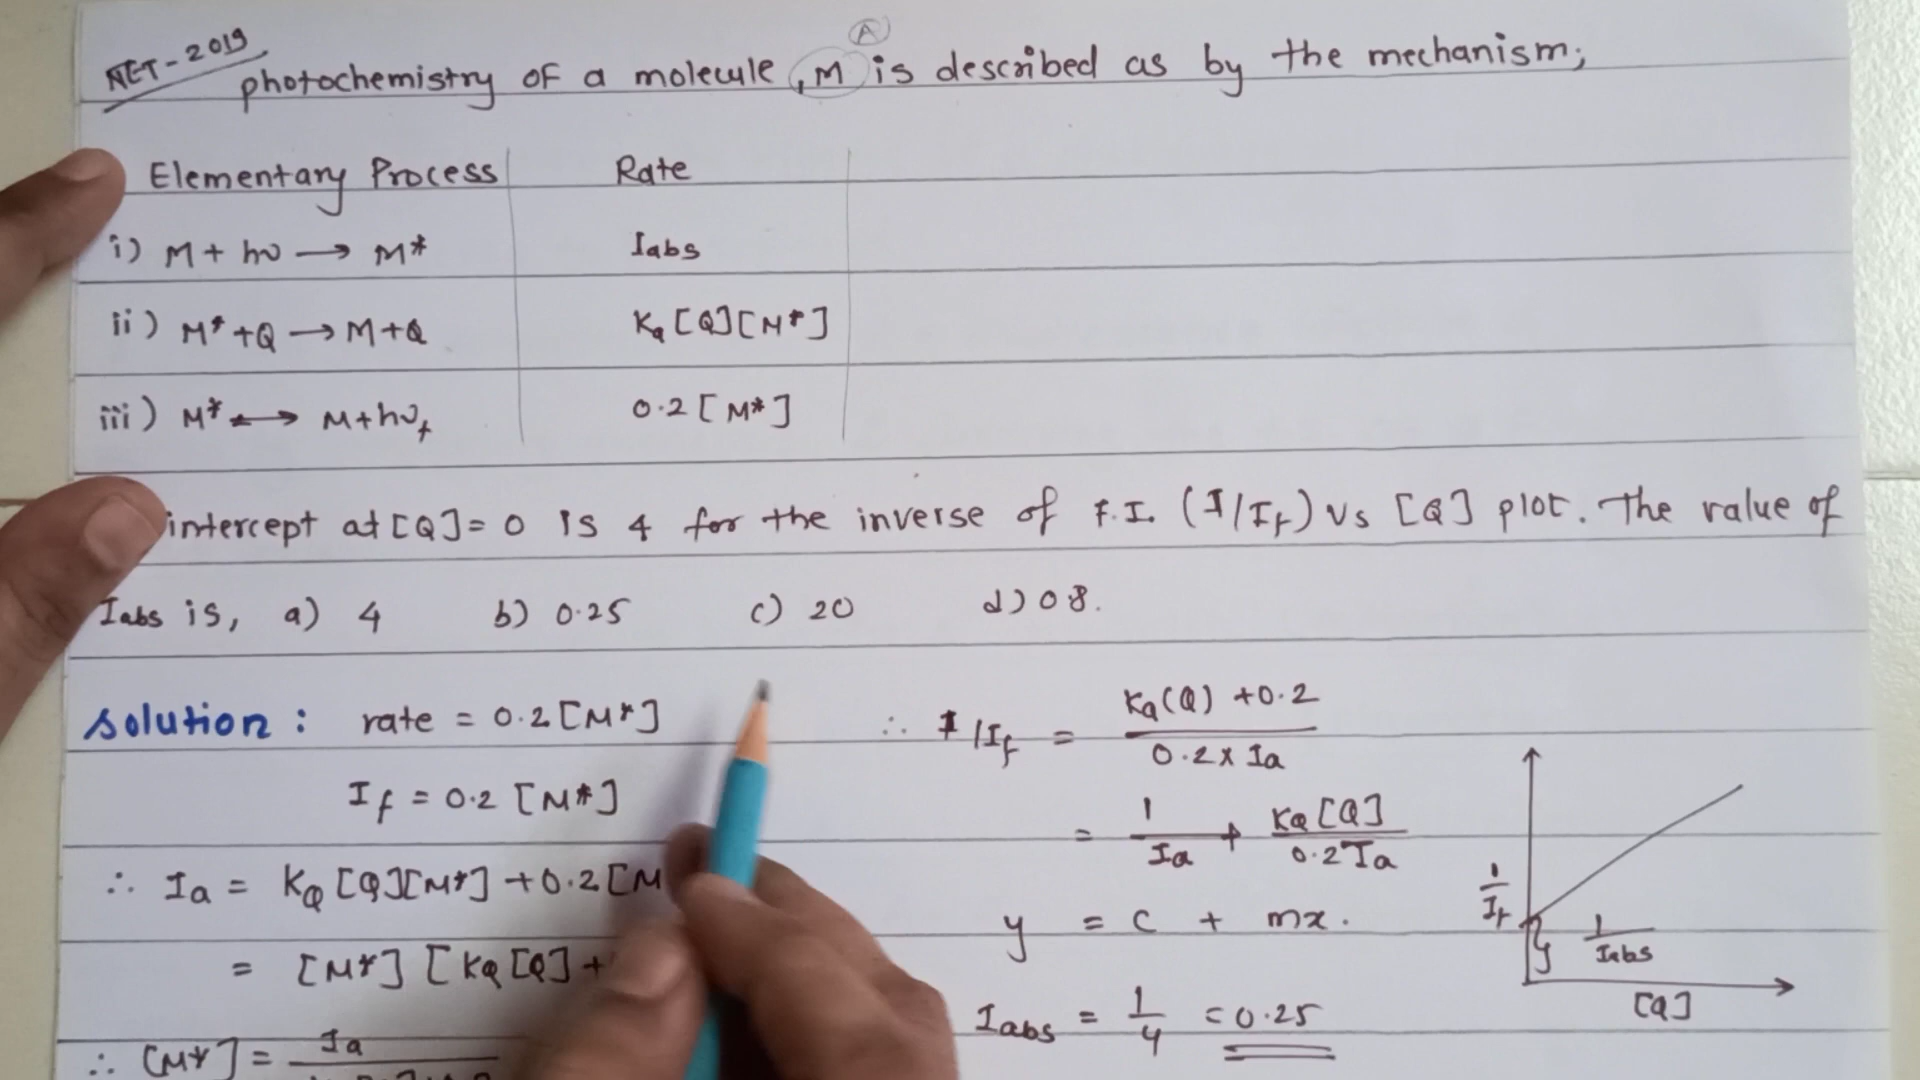 NET-2019
(A)
photochemistry of a molecule, M is described as by the mechanism;
Elementary Process Rate
i) M + hν → M* Iabs
ii) M* + Q → M + Q Kq [Q][M*]
iii) M* → M + hνf 0.2 [M*]
intercept at [Q] = 0 is 4 for the inverse of F.I. (1/If) vs [Q] plot. The value of
Iabs is, a) 4 b) 0.25 c) 20 d) 08.
solution : rate = 0.2 [M*]
If = 0.2 [M*]
∴ Ia = KQ [Q][M*] + 0.2 [M
= [M*] [KQ [Q] +
∴ [M*] = Ia
∴ 1/If = Kq(Q) + 0.2 / 0.2 x Ia
= 1/Ia + KQ [Q] / 0.2 Ia
y = c + mx.
Iabs = 1/4 = 0.25
1/If
1/Iabs
[Q]